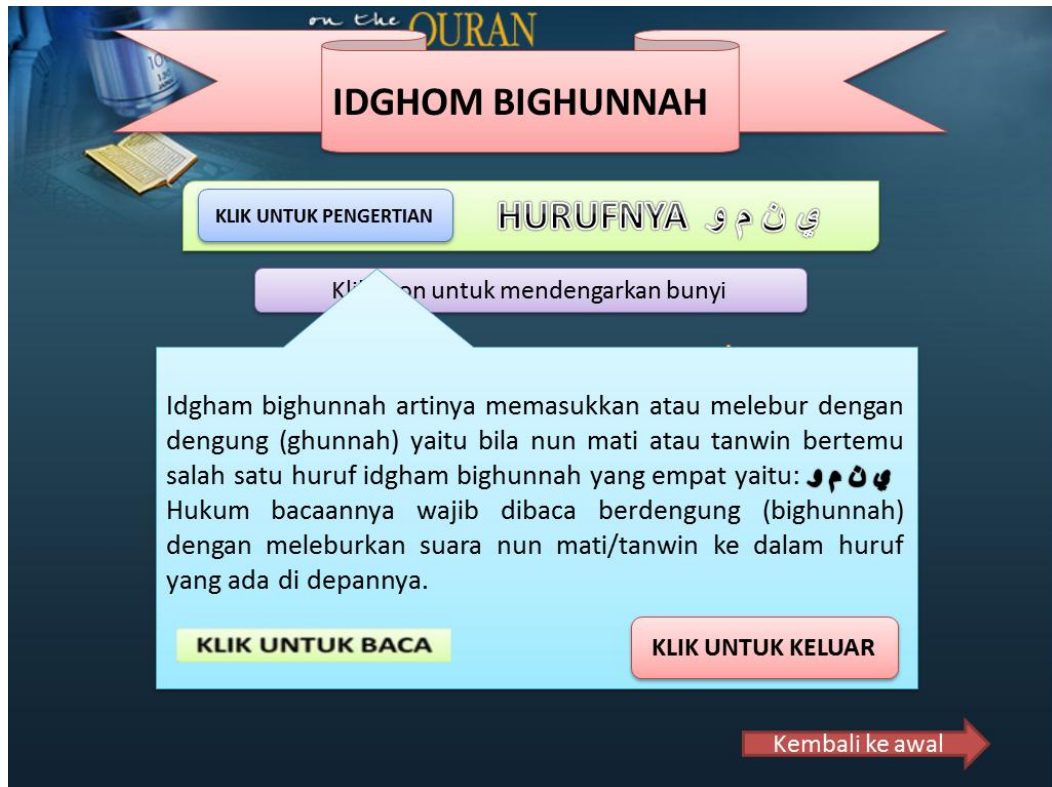 on the QURAN
IDGHOM BIGHUNNAH
KLIK UNTUK PENGERTIAN
HURUFNYA ي ن م و
untuk mendengarkan bunyi
Idgham bighunnah artinya memasukkan atau melebur dengan
dengung (ghunnah) yaitu bila nun mati atau tanwin bertemu
salah satu huruf idgham bighunnah yang empat yaitu: ي ن م و
Hukum bacaannya wajib dibaca berdengung (bighunnah)
dengan meleburkan suara nun mati/tanwin ke dalam huruf
yang ada di depannya.
KLIK UNTUK BACA
KLIK UNTUK KELUAR
Kembali ke awal